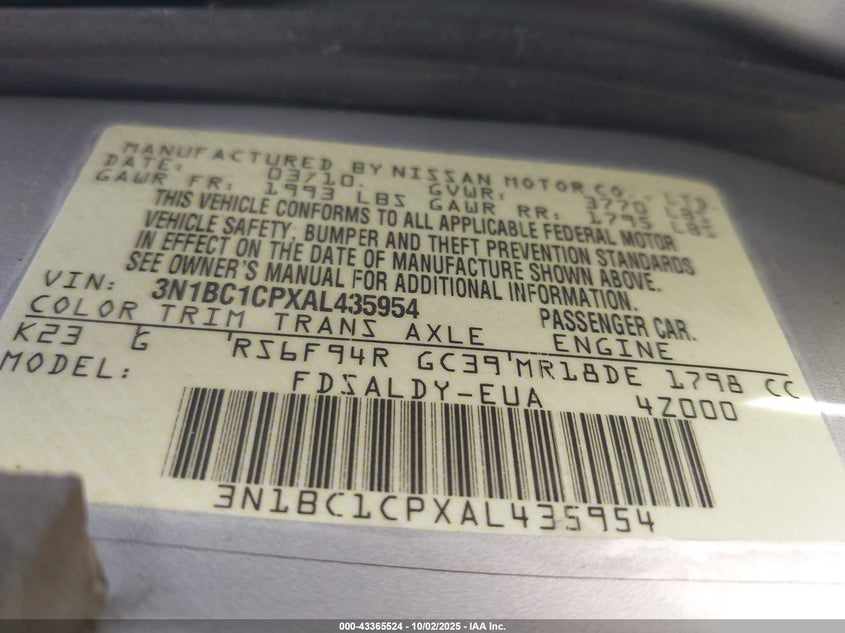 MANUFACTURED BY NISSAN MOTOR CO., LTD.
DATE: 03/10. GVWR: 3770 LBS
GAWR FR: 1993 LBS GAWR RR: 1795 LBS
THIS VEHICLE CONFORMS TO ALL APPLICABLE FEDERAL MOTOR
VEHICLE SAFETY, BUMPER AND THEFT PREVENTION STANDARDS
IN EFFECT ON THE DATE OF MANUFACTURE SHOWN ABOVE.
SEE OWNER'S MANUAL FOR ADDITIONAL INFORMATION.
VIN: 3N1BC1CPXAL435954 PASSENGER CAR.
COLOR TRIM TRANS AXLE ENGINE
K23 G RS6F94R GC39 MR18DE 1798 CC
MODEL: FDSALDY-EUA 4Z000
3N1BC1CPXAL435954
000-43365524 | 10/02/2025 - IAA Inc.